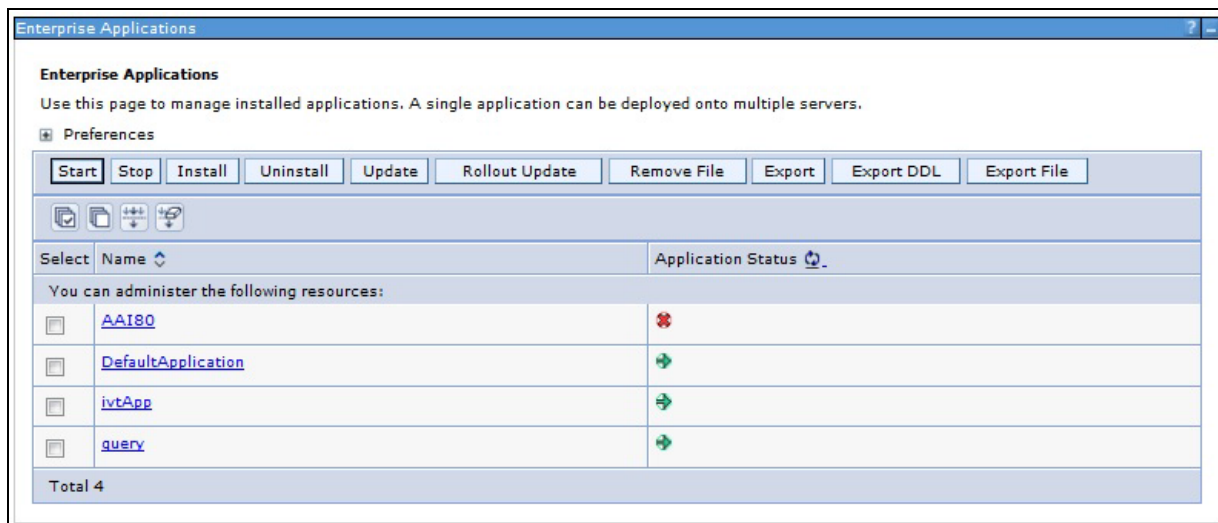 Enterprise Applications ? –
Enterprise Applications
Use this page to manage installed applications. A single application can be deployed onto multiple servers.
Preferences
Start Stop Install Uninstall Update Rollout Update Remove File Export Export DDL Export File
Select Name Application Status
You can administer the following resources:
AAI80
DefaultApplication
ivtApp
query
Total 4